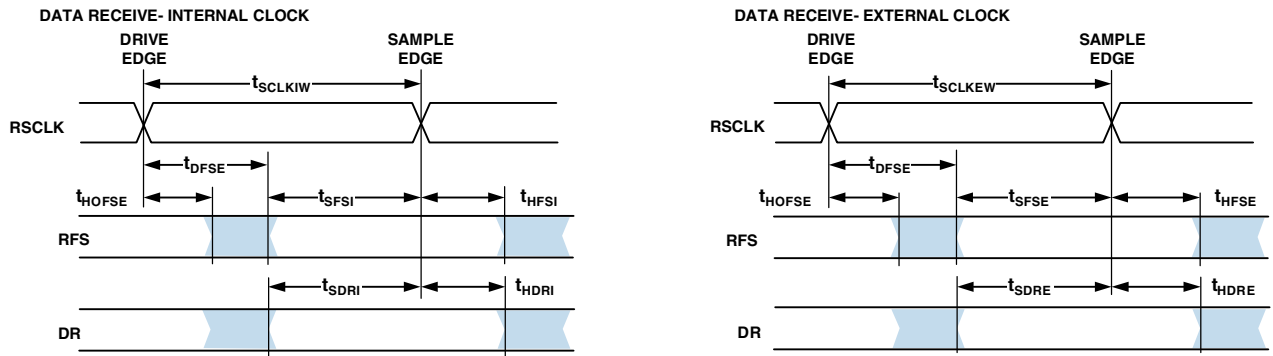 DATA RECEIVE- INTERNAL CLOCK
DRIVE
EDGE
SAMPLE
EDGE
tSCLKIW
RSCLK
tDFSE
tHOFSE
tSFSI
tHFSI
RFS
tSDRI
tHDRI
DR
DATA RECEIVE- EXTERNAL CLOCK
DRIVE
EDGE
SAMPLE
EDGE
tSCLKEW
RSCLK
tDFSE
tHOFSE
tSFSE
tHFSE
RFS
tSDRE
tHDRE
DR